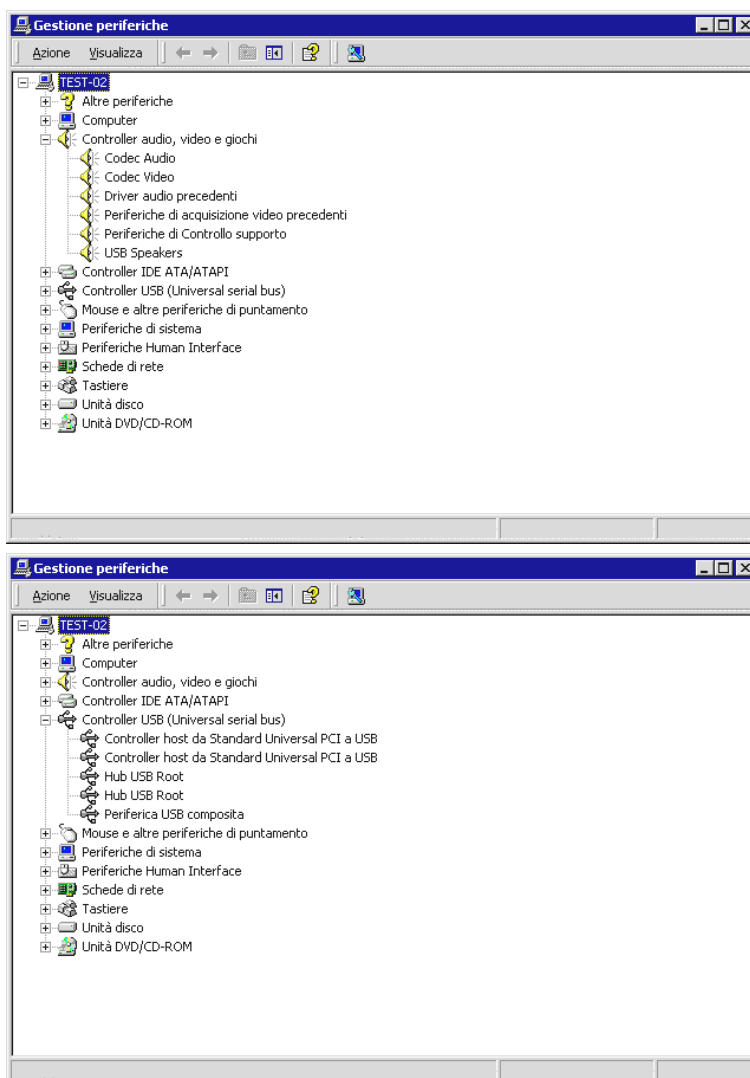 Gestione periferiche
Azione Visualizza
TEST-02
Altre periferiche
Computer
Controller audio, video e giochi
Codec Audio
Codec Video
Driver audio precedenti
Periferiche di acquisizione video precedenti
Periferiche di Controllo supporto
USB Speakers
Controller IDE ATA/ATAPI
Controller USB (Universal serial bus)
Mouse e altre periferiche di puntamento
Periferiche di sistema
Periferiche Human Interface
Schede di rete
Tastiere
Unità disco
Unità DVD/CD-ROM
Gestione periferiche
Azione Visualizza
TEST-02
Altre periferiche
Computer
Controller audio, video e giochi
Controller IDE ATA/ATAPI
Controller USB (Universal serial bus)
Controller host da Standard Universal PCI a USB
Controller host da Standard Universal PCI a USB
Hub USB Root
Hub USB Root
Periferica USB composita
Mouse e altre periferiche di puntamento
Periferiche di sistema
Periferiche Human Interface
Schede di rete
Tastiere
Unità disco
Unità DVD/CD-ROM